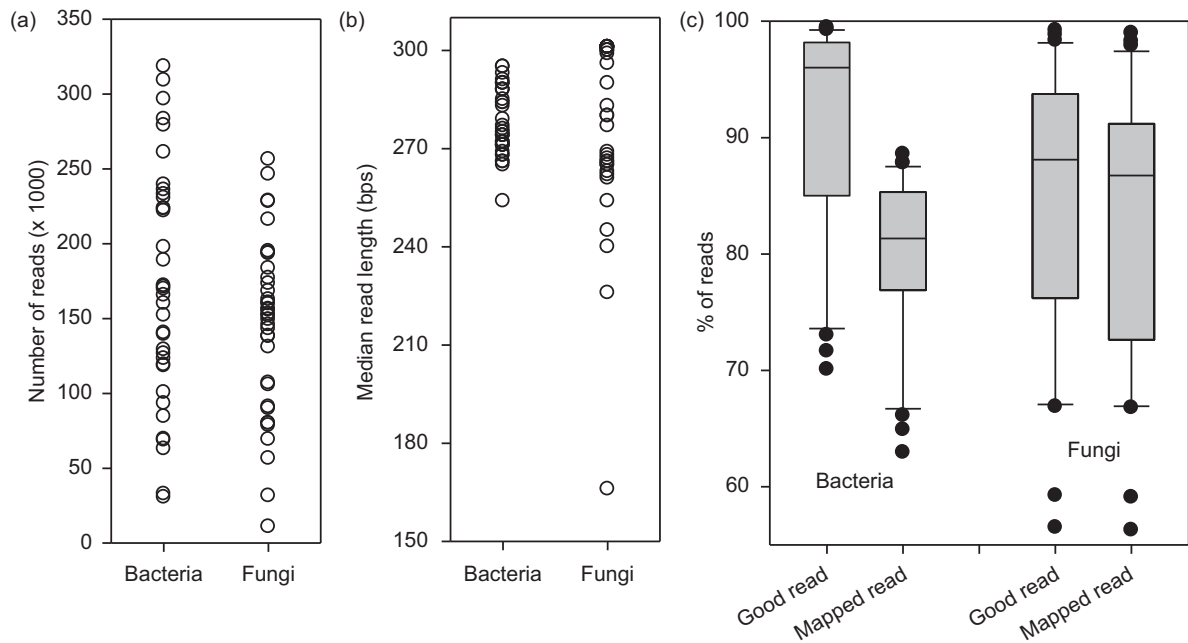 (a)
Number of reads (x 1000)
350
300
250
200
150
100
50
0
Bacteria Fungi
(b)
Median read length (bps)
300
270
240
210
180
150
Bacteria Fungi
(c)
% of reads
100
90
80
70
60
Bacteria
Fungi
Good read
Mapped read
Good read
Mapped read